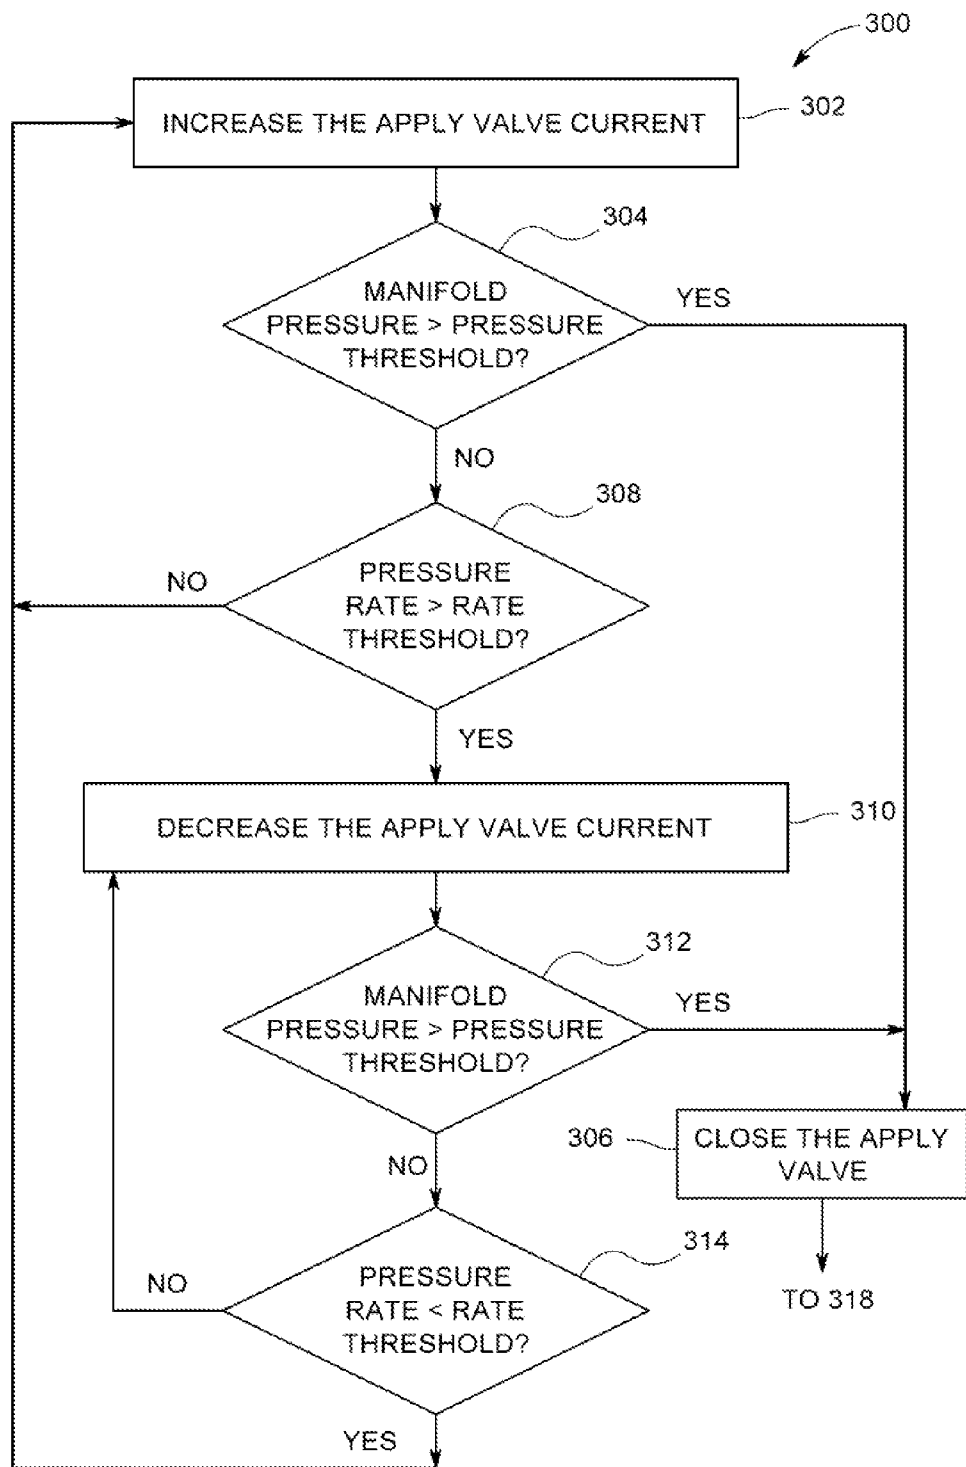 300
INCREASE THE APPLY VALVE CURRENT
302
304
MANIFOLD
PRESSURE > PRESSURE
THRESHOLD?
YES
NO
308
PRESSURE
RATE > RATE
THRESHOLD?
NO
YES
DECREASE THE APPLY VALVE CURRENT
310
312
MANIFOLD
PRESSURE > PRESSURE
THRESHOLD?
YES
306
CLOSE THE APPLY
VALVE
NO
314
PRESSURE
RATE < RATE
THRESHOLD?
NO
TO 318
YES